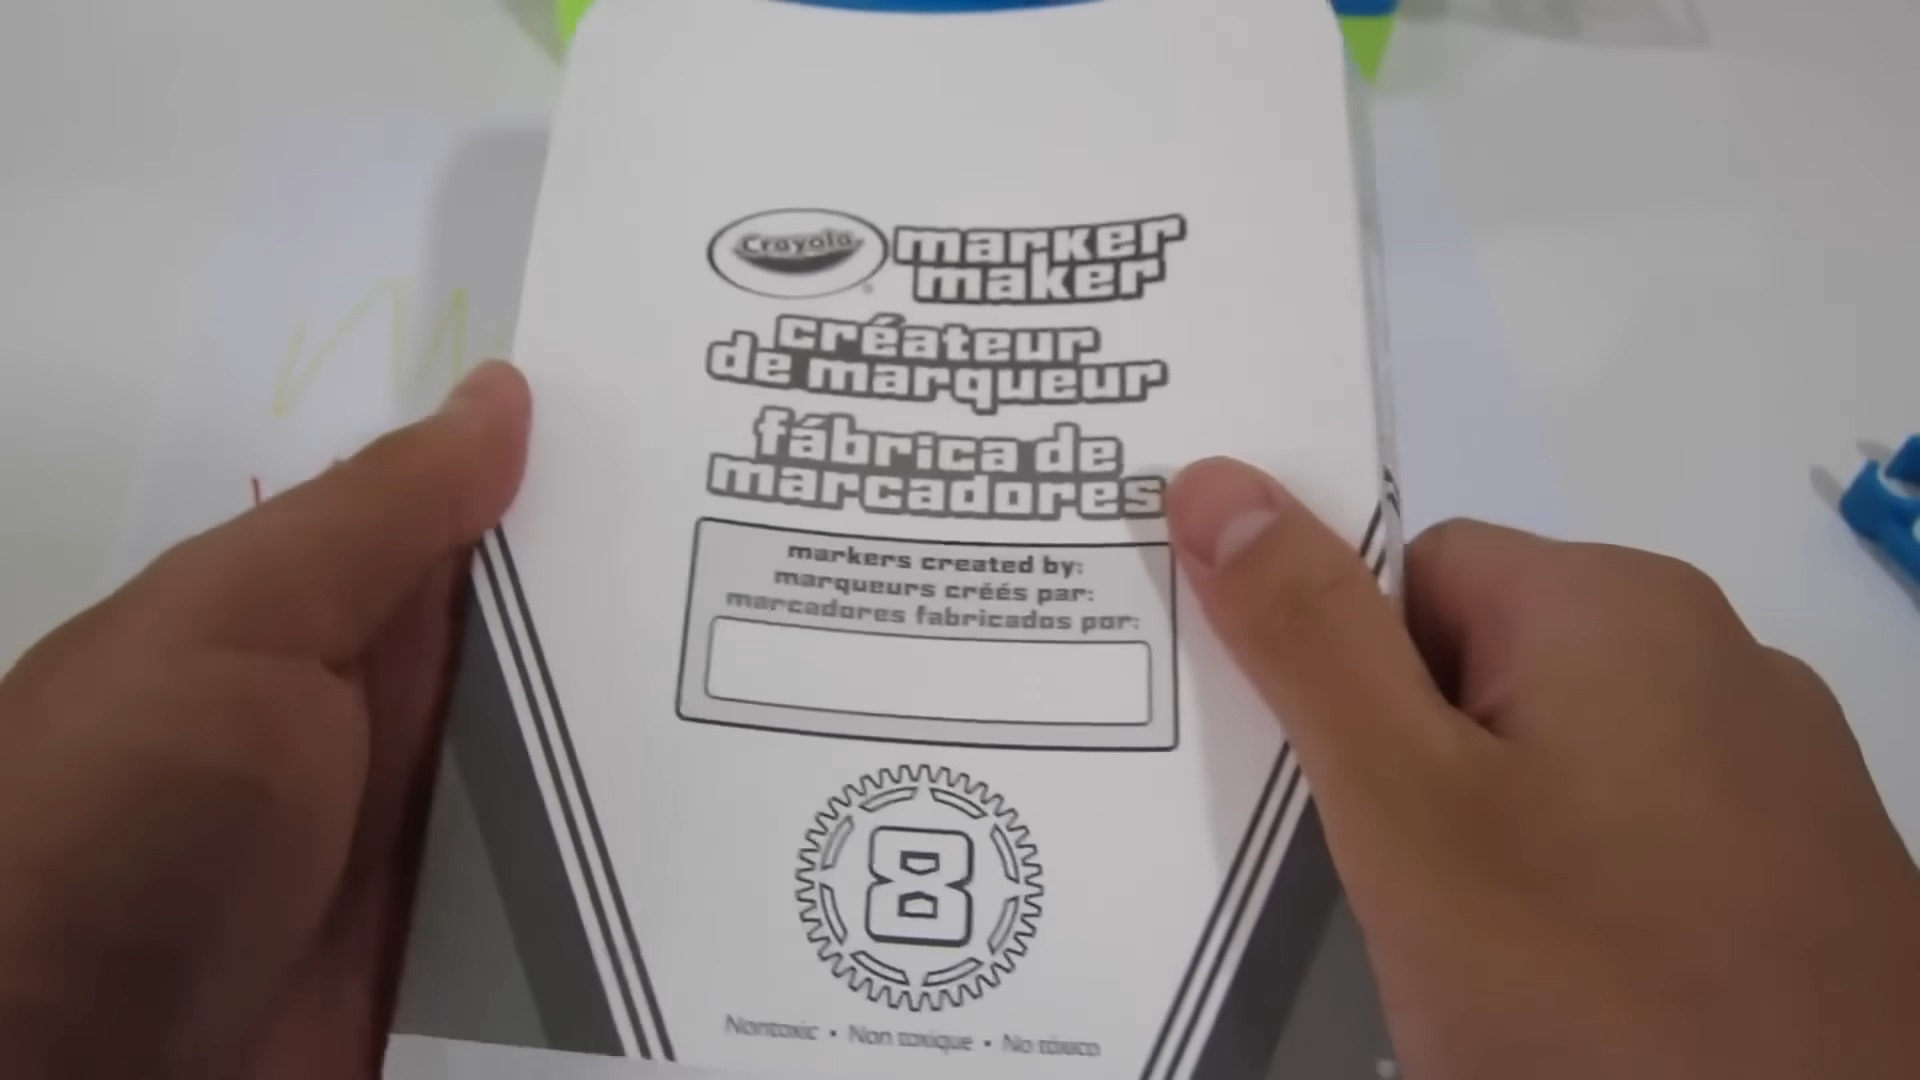 Crayola
marker
maker
créateur
de marqueur
fábrica de
marcadores
markers created by:
marqueurs créés par:
marcadores fabricados por:
8
Nontoxic • Non toxique • No tóxico